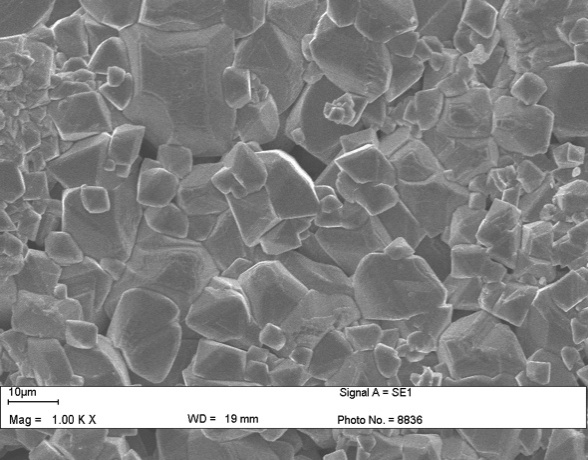 10μm
Signal A = SE1
Mag = 1.00 K X
WD = 19 mm
Photo No. = 8836